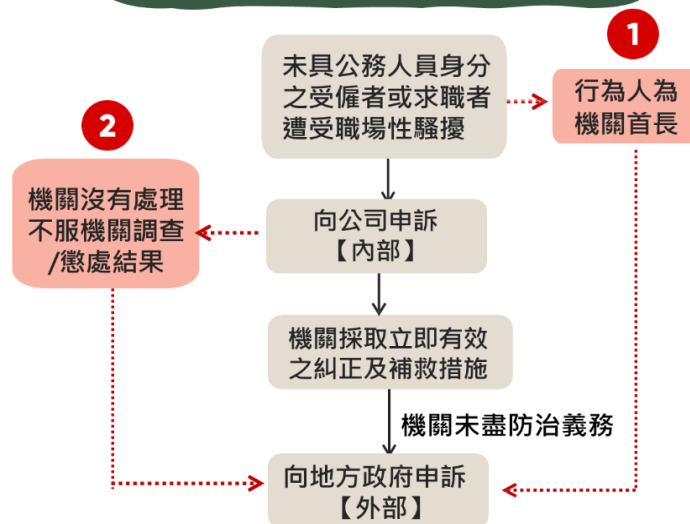 1
未具公務人員身分
之受僱者或求職者
遭受職場性騷擾
行為人為
機關首長
2
機關沒有處理
不服機關調查
/懲處結果
向公司申訴
【內部】
機關採取立即有效
之糾正及補救措施
機關未盡防治義務
向地方政府申訴
【外部】